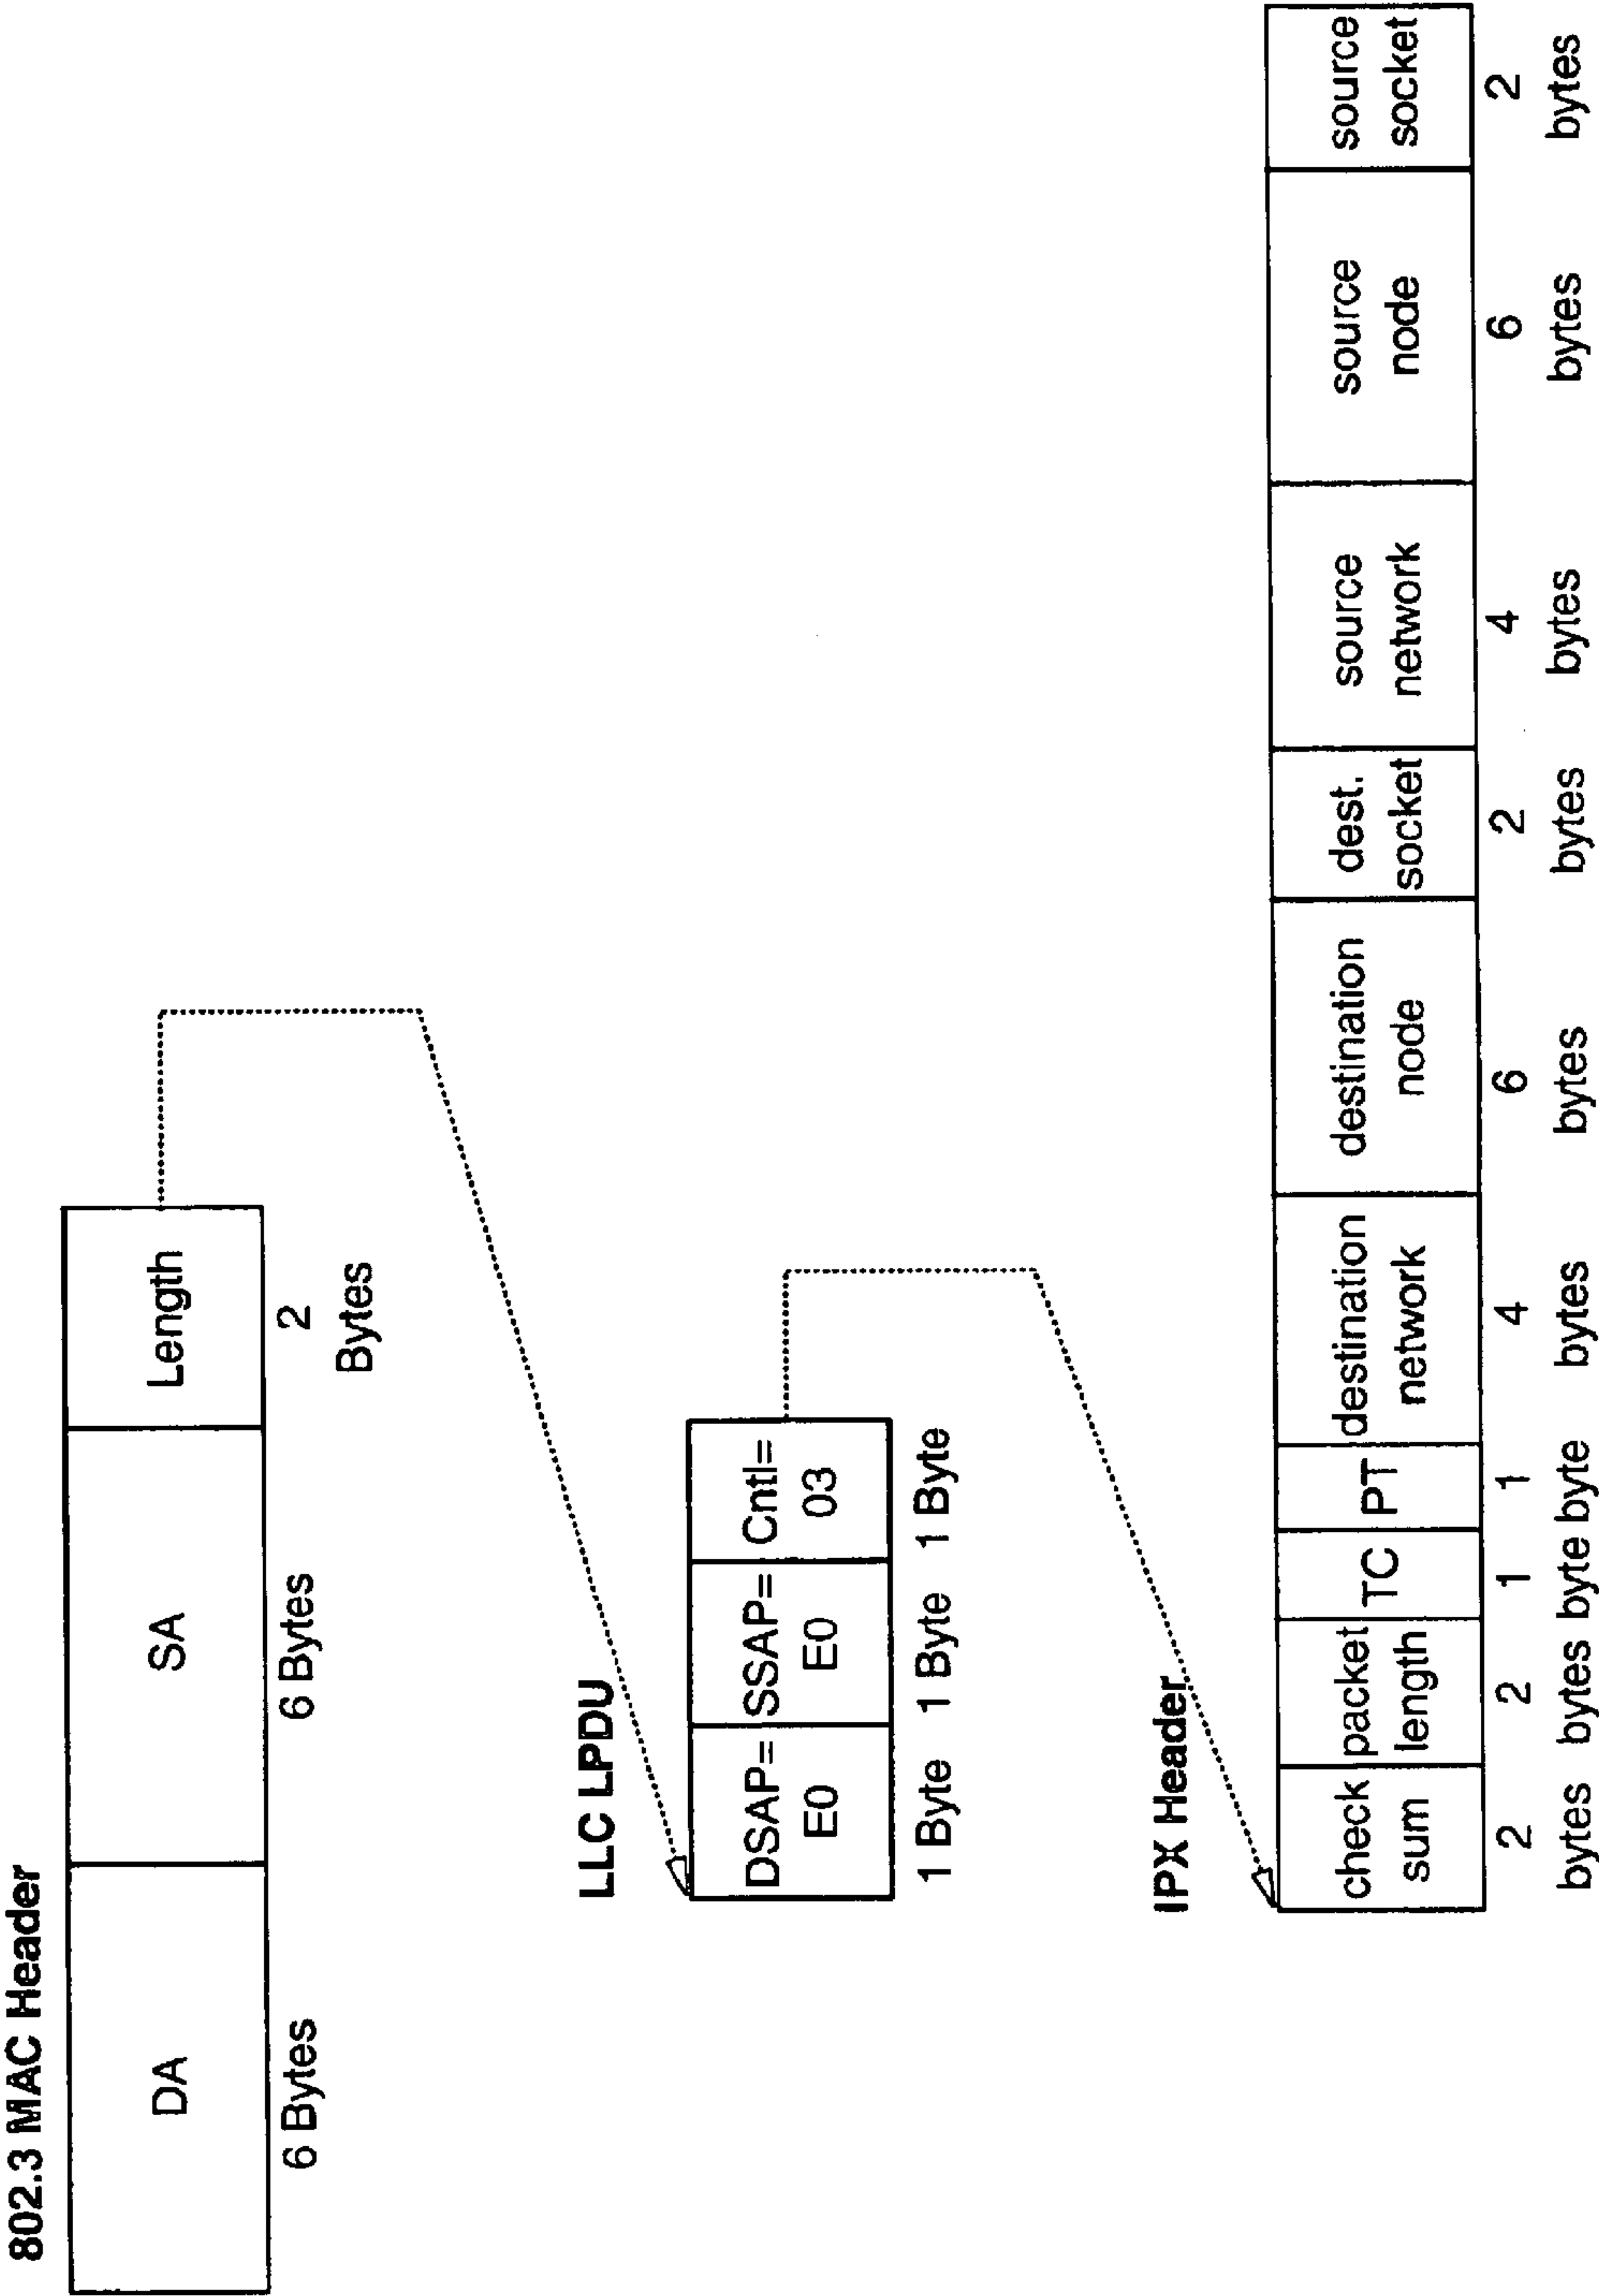 802.3 MAC Header
DA
SA
Length
6 Bytes
6 Bytes
2
Bytes
LLC LPDU
DSAP=
E0
SSAP=
E0
Cntl=
03
1 Byte
1 Byte
1 Byte
IPX Header
check
sum
packet
length
TC
PT
destination
network
destination
node
dest.
socket
source
network
source
node
source
socket
2
bytes
2
bytes
1
byte
1
byte
4
bytes
6
bytes
2
bytes
4
bytes
6
bytes
2
bytes